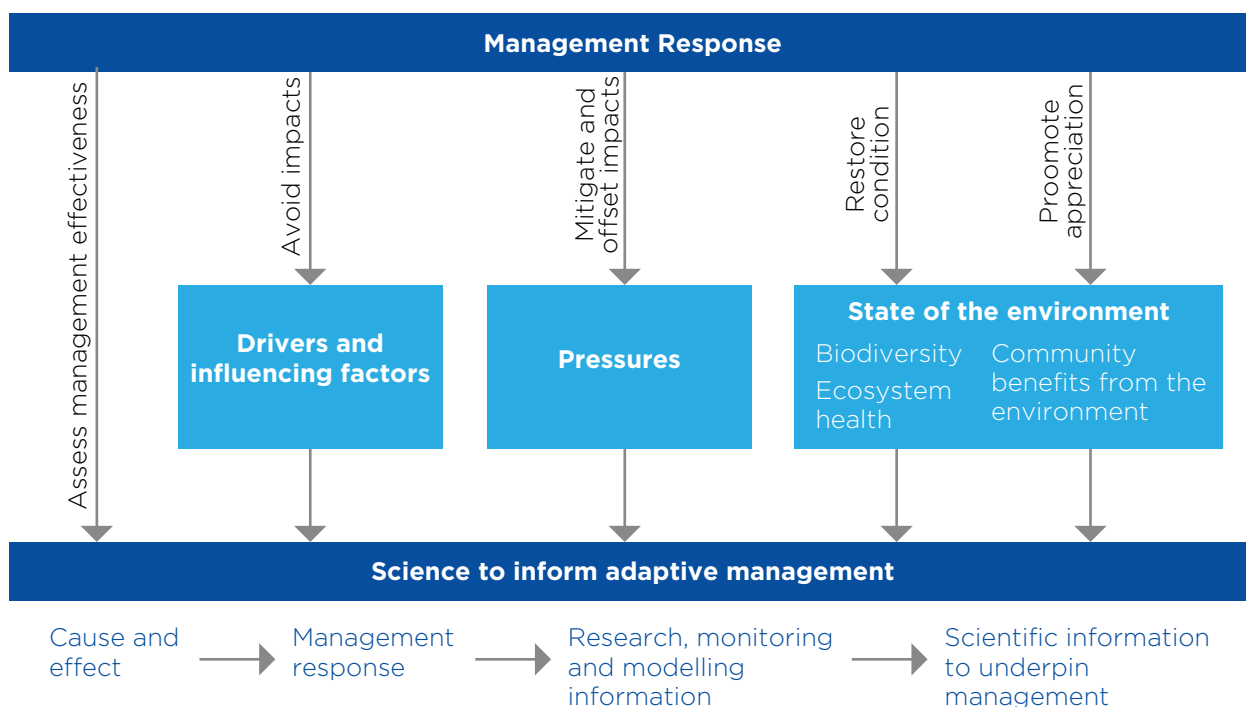 Management Response
Assess management effectiveness
Avoid impacts
Mitigate and
offset impacts
Restore
condition
Proomote
appreciation
Drivers and
influencing factors
Pressures
State of the environment
Biodiversity
Ecosystem
health
Community
benefits from the
environment
Science to inform adaptive management
Cause and
effect
Management
response
Research, monitoring
and modelling
information
Scientific information
to underpin
management